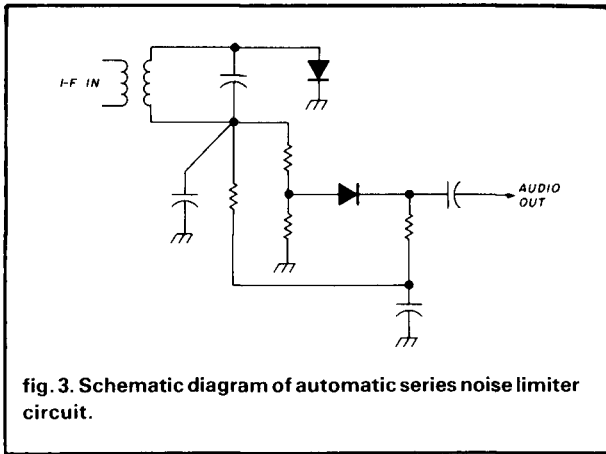 I-F IN
AUDIO
OUT
fig. 3. Schematic diagram of automatic series noise limiter
circuit.